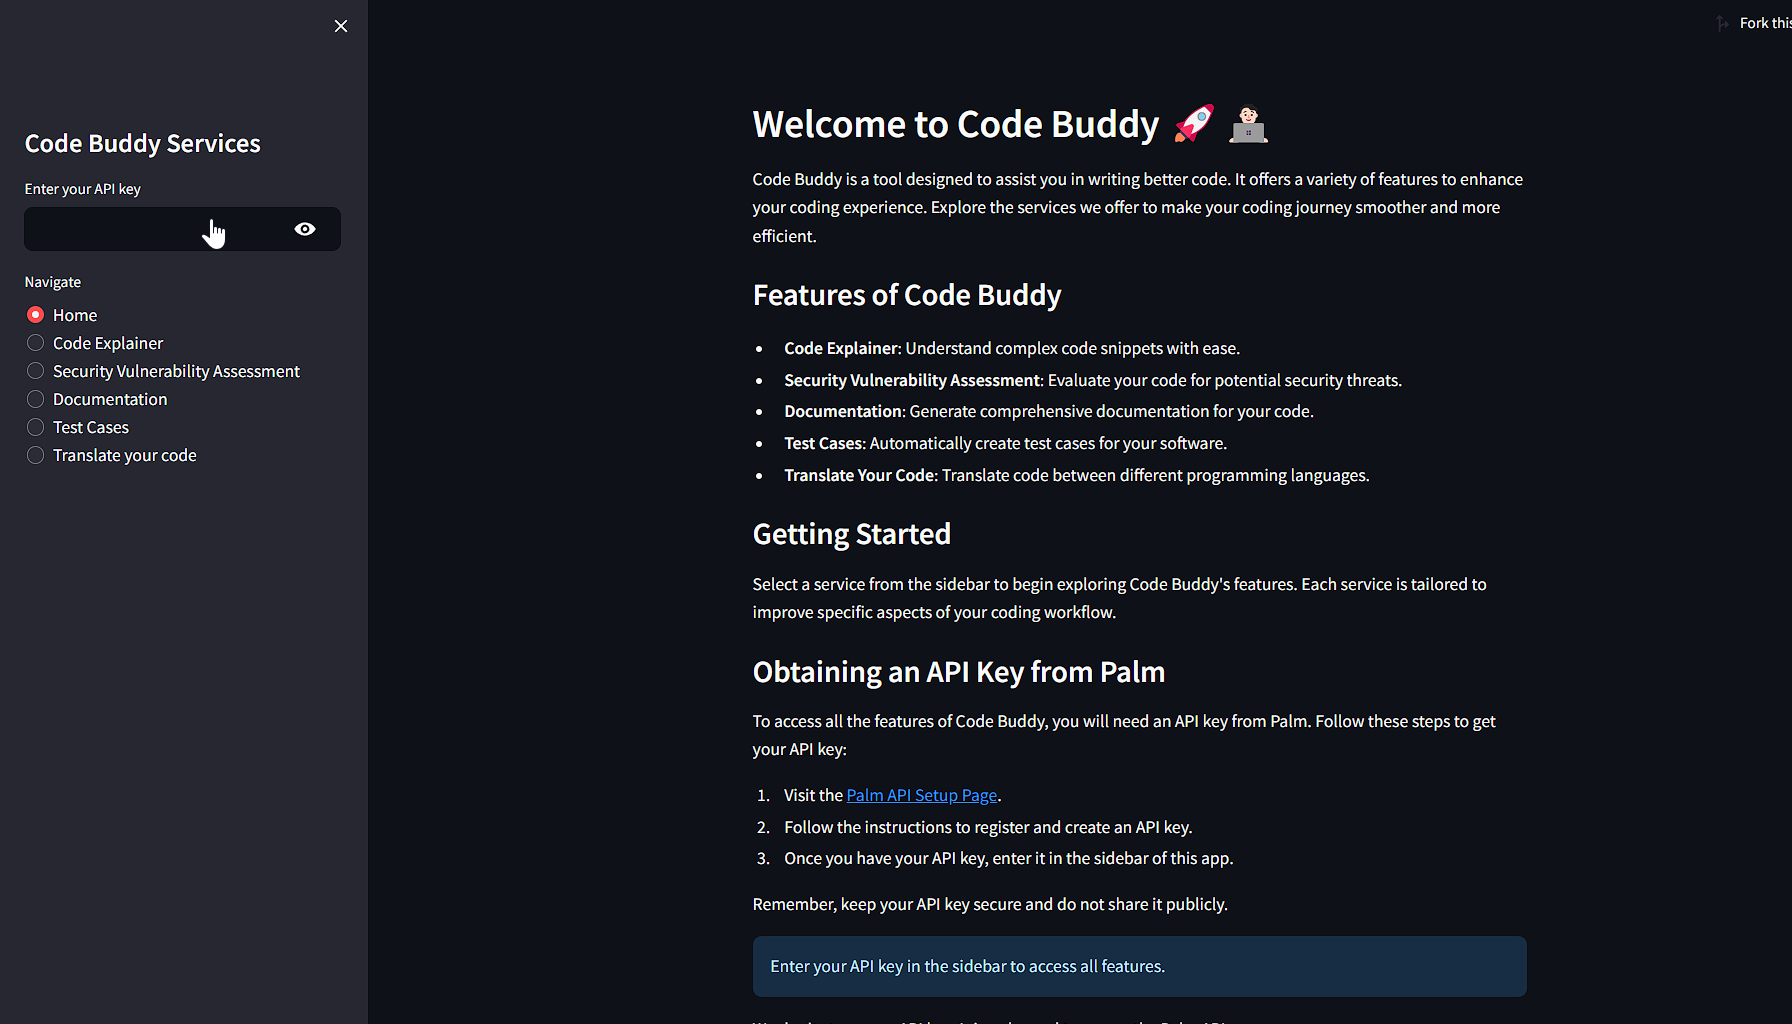 Fork this
Code Buddy Services
Enter your API key
Navigate
Home
Code Explainer
Security Vulnerability Assessment
Documentation
Test Cases
Translate your code
Welcome to Code Buddy 🚀 🧑🏻‍💻
Code Buddy is a tool designed to assist you in writing better code. It offers a variety of features to enhance
your coding experience. Explore the services we offer to make your coding journey smoother and more
efficient.
Features of Code Buddy
• Code Explainer: Understand complex code snippets with ease.
• Security Vulnerability Assessment: Evaluate your code for potential security threats.
• Documentation: Generate comprehensive documentation for your code.
• Test Cases: Automatically create test cases for your software.
• Translate Your Code: Translate code between different programming languages.
Getting Started
Select a service from the sidebar to begin exploring Code Buddy's features. Each service is tailored to
improve specific aspects of your coding workflow.
Obtaining an API Key from Palm
To access all the features of Code Buddy, you will need an API key from Palm. Follow these steps to get
your API key:
1. Visit the Palm API Setup Page.
2. Follow the instructions to register and create an API key.
3. Once you have your API key, enter it in the sidebar of this app.
Remember, keep your API key secure and do not share it publicly.
Enter your API key in the sidebar to access all features.